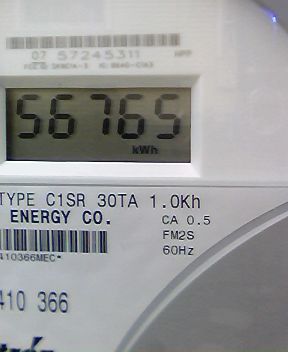 07 57245311
56765
kWh
TYPE C1SR 30TA 1.0Kh
ENERGY CO.
CA 0.5
FM2S
60Hz
410366MEC*
410 366